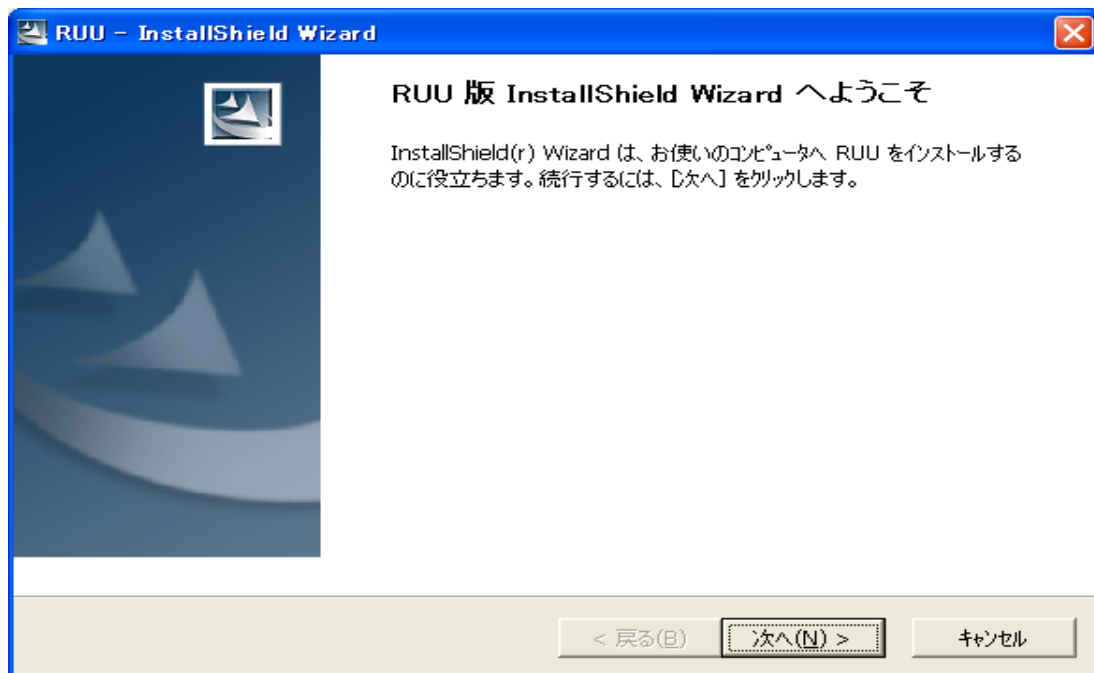 RUU - InstallShield Wizard
RUU 版 InstallShield Wizard へようこそ
InstallShield(r) Wizard は、お使いのコンピュータへ RUU をインストールする
のに役立ちます。続行するには、[次へ] をクリックします。
< 戻る(B)
次へ(N) >
キャンセル